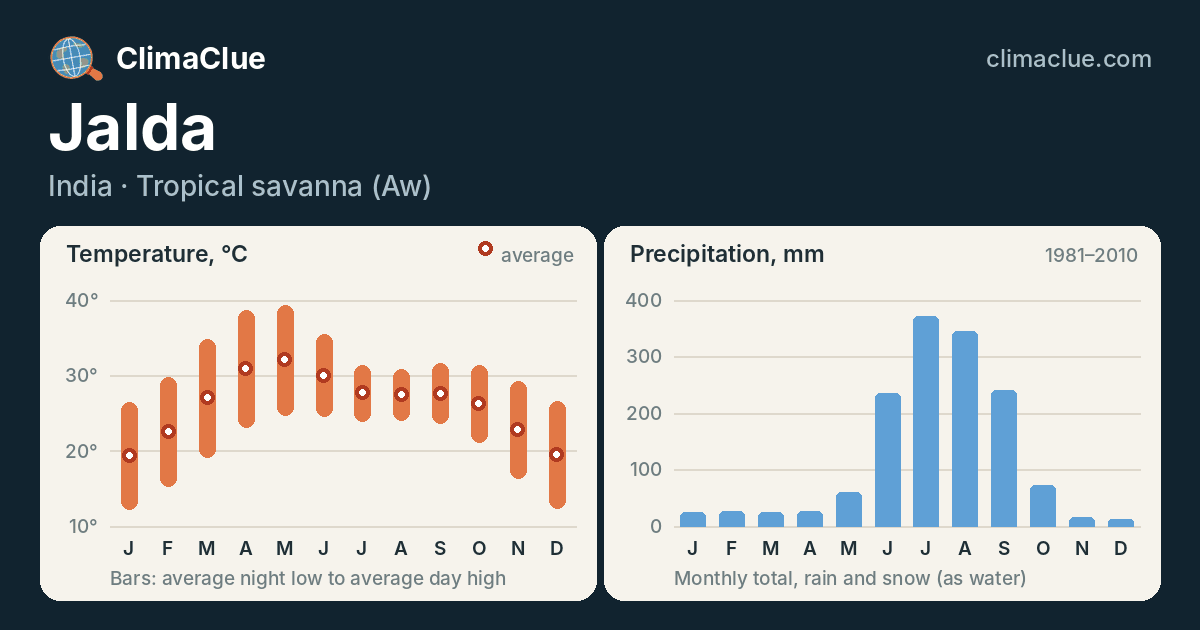 ClimaClue
climaclue.com
Jalda
India · Tropical savanna (Aw)
Temperature, °C
average
40°
30°
20°
10°
J F M A M J J A S O N D
Bars: average night low to average day high
Precipitation, mm
1981–2010
400
300
200
100
0
J F M A M J J A S O N D
Monthly total, rain and snow (as water)